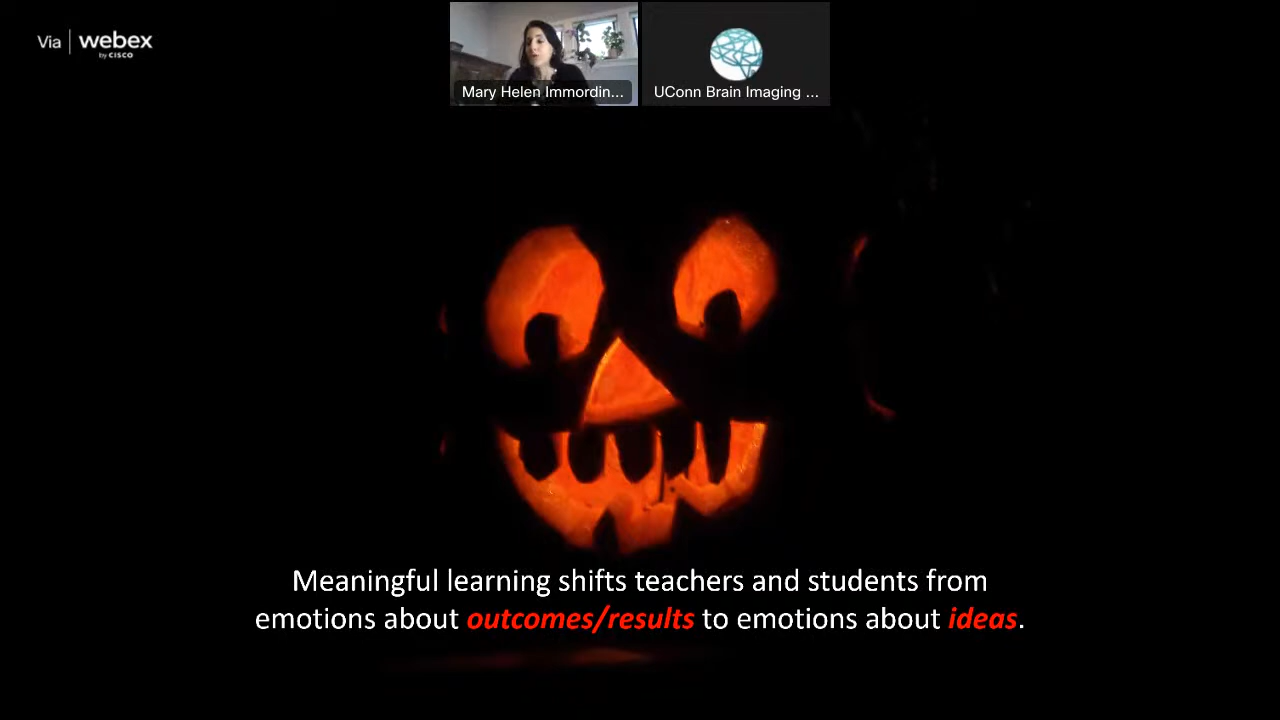 Via webex
by CISCO
Mary Helen Immordin...
UConn Brain Imaging ...
Meaningful learning shifts teachers and students from
emotions about outcomes/results to emotions about ideas.